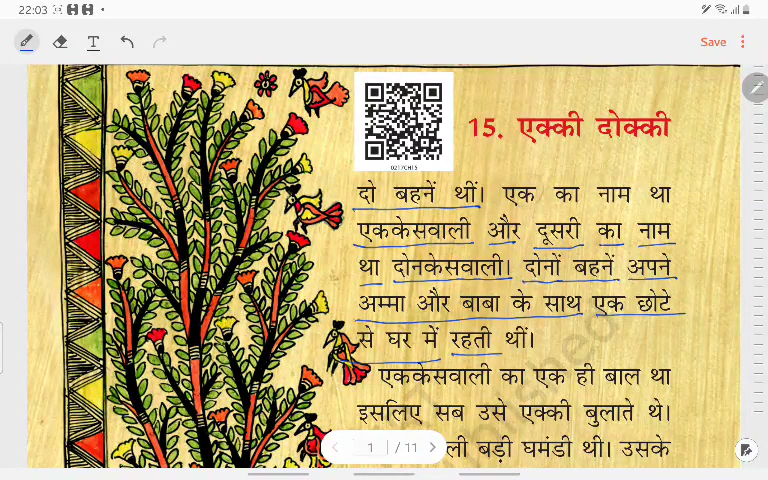 22:03
Save
0217CH15
15. एक्की दोक्की
दो बहनें थीं। एक का नाम था
एककेसवाली और दूसरी का नाम
था दोनकेसवाली। दोनों बहनें अपने
अम्मा और बाबा के साथ एक छोटे
से घर में रहती थीं।
एककेसवाली का एक ही बाल था
इसलिए सब उसे एक्की बुलाते थे।
ली बड़ी घमंडी थी। उसके
1 / 11